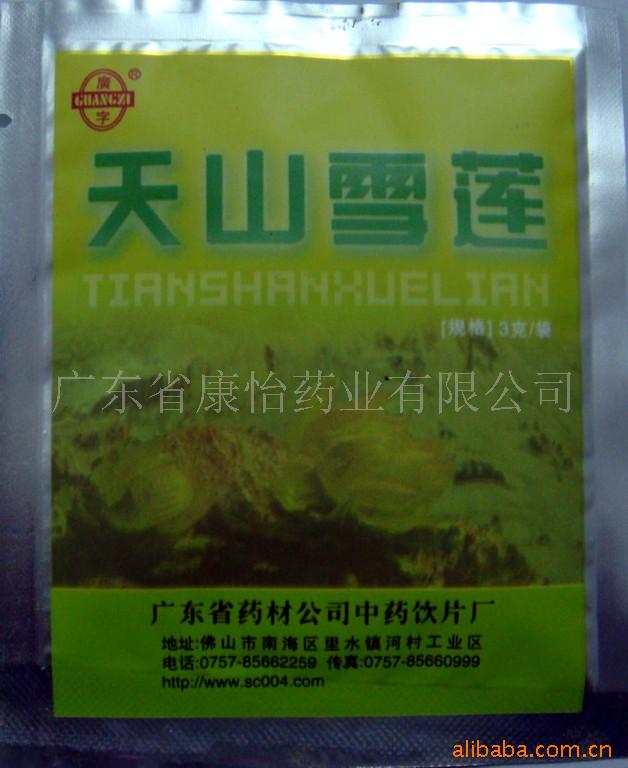 廣
GUANGZI
字
®
天山雪莲
TIANSHANXUELIAN
[规格] 3克/袋
广东省康怡药业有限公司
广东省药材公司中药饮片厂
地址:佛山市南海区里水镇河村工业区
电话:0757-85662259 传真:0757-85660999
http://www.sc004.com
alibaba.com.cn